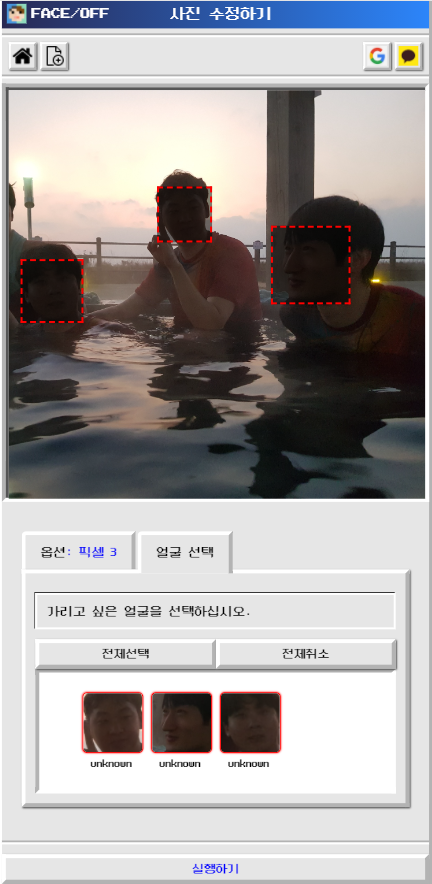 FACE/OFF 사진 수정하기
옵션: 픽셀 3 얼굴 선택
가리고 싶은 얼굴을 선택하십시오.
전체선택 전체취소
unknown unknown unknown
실행하기